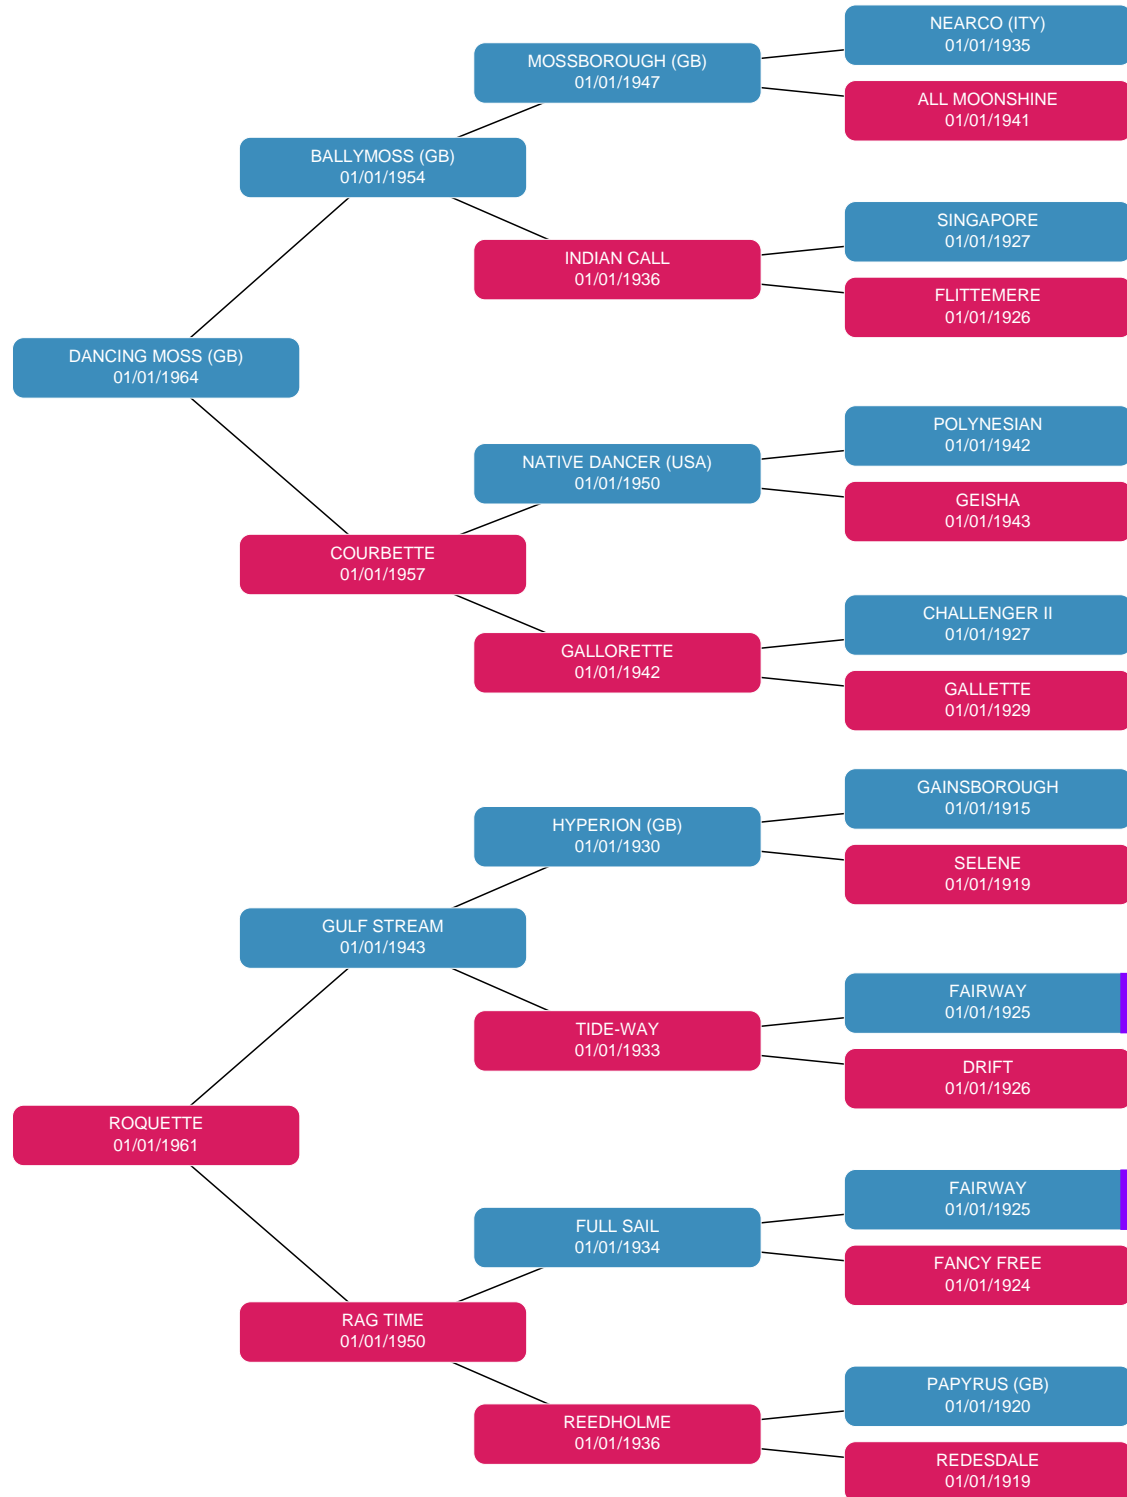 NEARCO (ITY)
01/01/1935
MOSSBOROUGH (GB)
01/01/1947
ALL MOONSHINE
01/01/1941
BALLYMOSS (GB)
01/01/1954
SINGAPORE
01/01/1927
INDIAN CALL
01/01/1936
FLITTEMERE
01/01/1926
DANCING MOSS (GB)
01/01/1964
POLYNESIAN
01/01/1942
NATIVE DANCER (USA)
01/01/1950
GEISHA
01/01/1943
COURBETTE
01/01/1957
CHALLENGER II
01/01/1927
GALLORETTE
01/01/1942
GALLETTE
01/01/1929
GAINSBOROUGH
01/01/1915
HYPERION (GB)
01/01/1930
SELENE
01/01/1919
GULF STREAM
01/01/1943
FAIRWAY
01/01/1925
TIDE-WAY
01/01/1933
DRIFT
01/01/1926
ROQUETTE
01/01/1961
FAIRWAY
01/01/1925
FULL SAIL
01/01/1934
FANCY FREE
01/01/1924
RAG TIME
01/01/1950
PAPYRUS (GB)
01/01/1920
REEDHOLME
01/01/1936
REDESDALE
01/01/1919